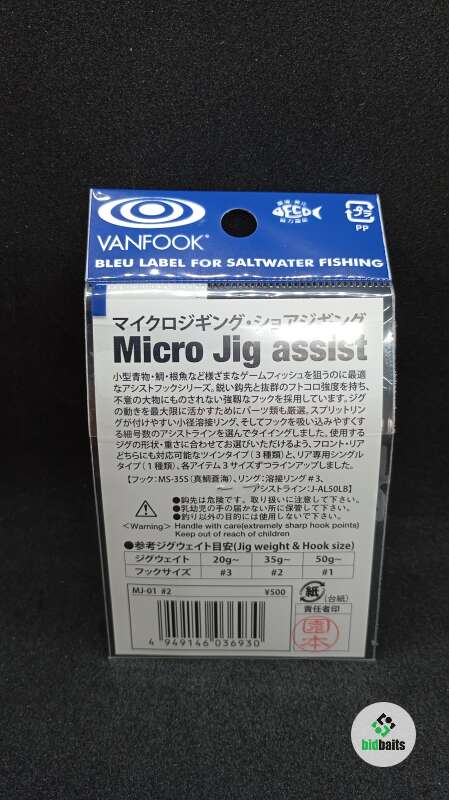 VANFOOK®
環境・安心
ECO
協力商品
プラ
PP
BLEU LABEL FOR SALTWATER FISHING
マイクロジギング・ショアジギング
Micro Jig assist
小型青物・鯛・根魚など様ざまなゲームフィッシュを狙うのに最適
なアシストフックシリーズ。鋭い鈎先と抜群のフトコロ強度を持ち、
不意の大物にものされない強靱なフックを採用しています。ジグ
の動きを最大限に活かすためにパーツ類も厳選。スプリットリン
グが付けやすい小径溶接リング、そしてフックを吸い込みやすくす
る細号数のアシストラインを選んでタイイングしました。使用する
ジグの形状・重さに合わせてお選びいただけるよう、フロント・リア
どちらにも対応可能なツインタイプ（3種類）と、リア専用シングル
タイプ（1種類）、各アイテム3サイズずつラインアップしました。
【フック：MS-35S（真鯛蒼海）、リング：溶接リング#3、
アシストライン：J-AL50LB】
<Warning>
●鈎先は危険です。取り扱いに注意して下さい。
●乳幼児の手の届かない所に保管して下さい。
●釣り以外の目的には使用しないで下さい。
Handle with care(extremely sharp hook points)
Keep out of reach of children
●参考ジグウェイト目安(Jig weight & Hook size)
ジグウェイト 20g~ 35g~ 50g~
フックサイズ #3 #2 #1
MJ-01 #2 ¥500
紙
(台紙)
責任者印
4 949146 036930
bidbaits